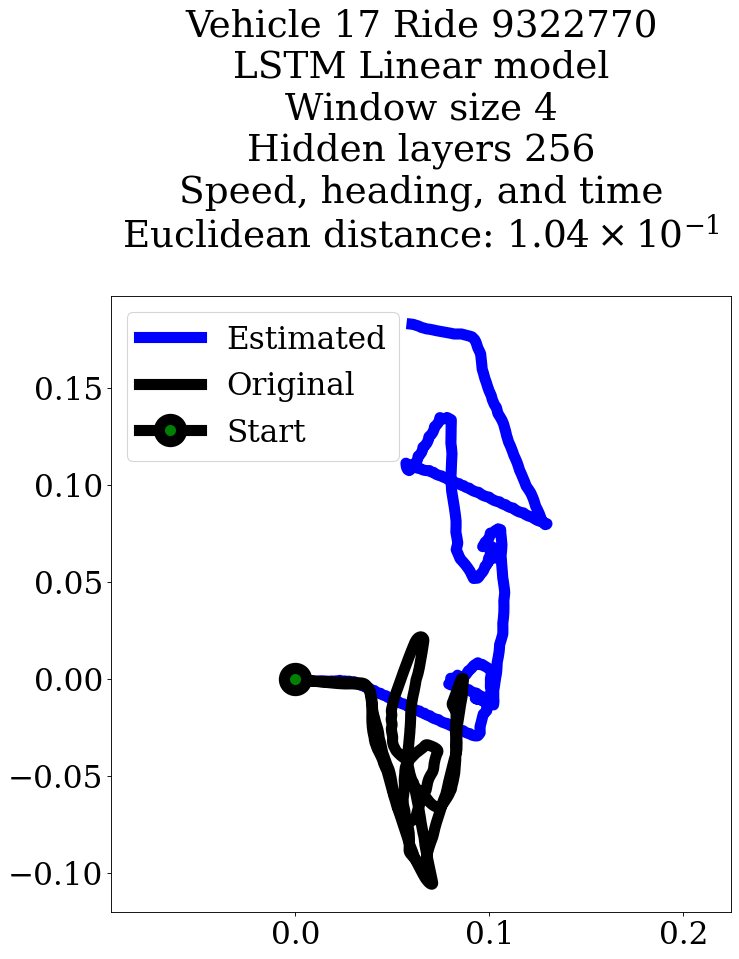 Vehicle 17 Ride 9322770
LSTM Linear model
Window size 4
Hidden layers 256
Speed, heading, and time
Euclidean distance: 1.04 × 10⁻¹
Estimated
Original
Start
0.15
0.10
0.05
0.00
−0.05
−0.10
0.0 0.1 0.2